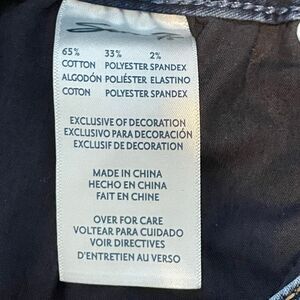 65% 33% 2%
COTTON POLYESTER SPANDEX
ALGODÓN POLIÉSTER ELASTINO
COTON POLYESTER SPANDEX
EXCLUSIVE OF DECORATION
EXCLUSIVO PARA DECORACIÓN
EXCLUSIF DE DECORATION
MADE IN CHINA
HECHO EN CHINA
FAIT EN CHINE
OVER FOR CARE
VOLTEAR PARA CUIDADO
VOIR DIRECTIVES
D'ENTRETIEN AU VERSO